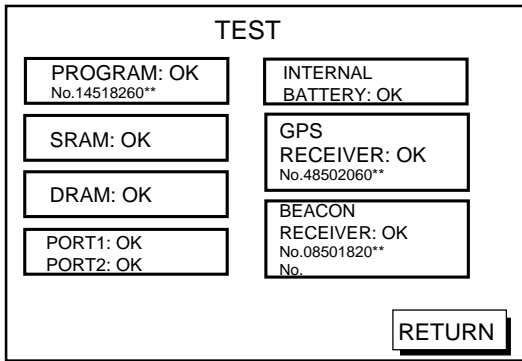 TEST
PROGRAM: OK
No.14518260**
SRAM: OK
DRAM: OK
PORT1: OK
PORT2: OK
INTERNAL
BATTERY: OK
GPS
RECEIVER: OK
No.48502060**
BEACON
RECEIVER: OK
No.08501820**
No.
RETURN